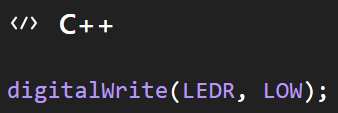 </> C++
digitalWrite(LEDR, LOW);